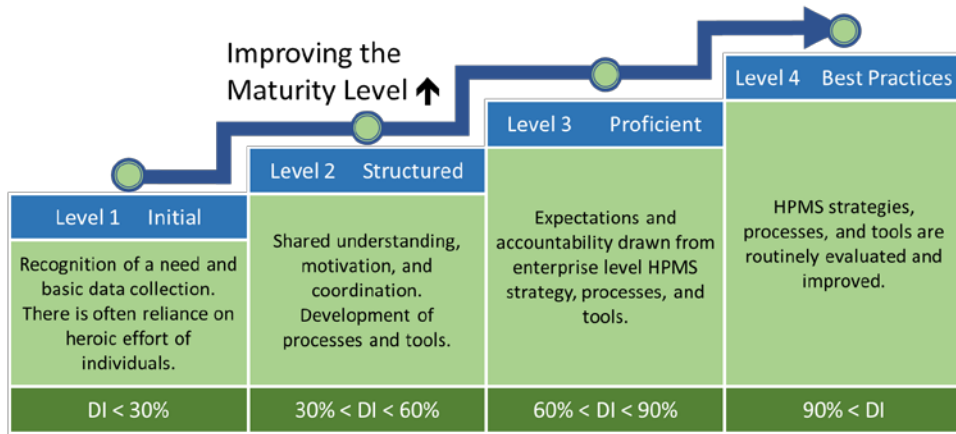 Improving the
Maturity Level ↑
Level 1 Initial
Recognition of a need and
basic data collection.
There is often reliance on
heroic effort of
individuals.
DI < 30%
Level 2 Structured
Shared understanding,
motivation, and
coordination.
Development of
processes and tools.
30% < DI < 60%
Level 3 Proficient
Expectations and
accountability drawn from
enterprise level HPMS
strategy, processes, and
tools.
60% < DI < 90%
Level 4 Best Practices
HPMS strategies,
processes, and tools are
routinely evaluated and
improved.
90% < DI